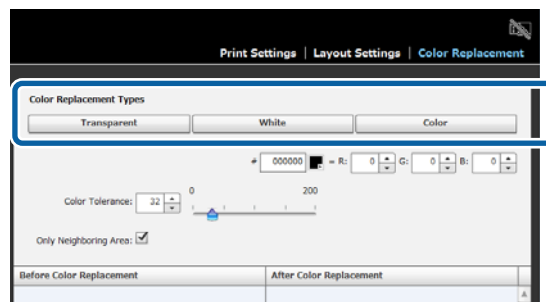 Print Settings | Layout Settings | Color Replacement
Color Replacement Types
Transparent White Color
# 000000 = R: 0 G: 0 B: 0
0 200
Color Tolerance: 32
Only Neighboring Area:
Before Color Replacement After Color Replacement